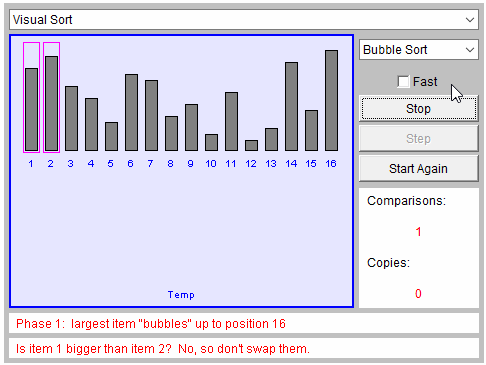 Visual Sort
Bubble Sort
Fast
Stop
Step
Start Again
1 2 3 4 5 6 7 8 9 10 11 12 13 14 15 16
Temp
Comparisons:
1
Copies:
0
Phase 1: largest item "bubbles" up to position 16
Is item 1 bigger than item 2? No, so don't swap them.